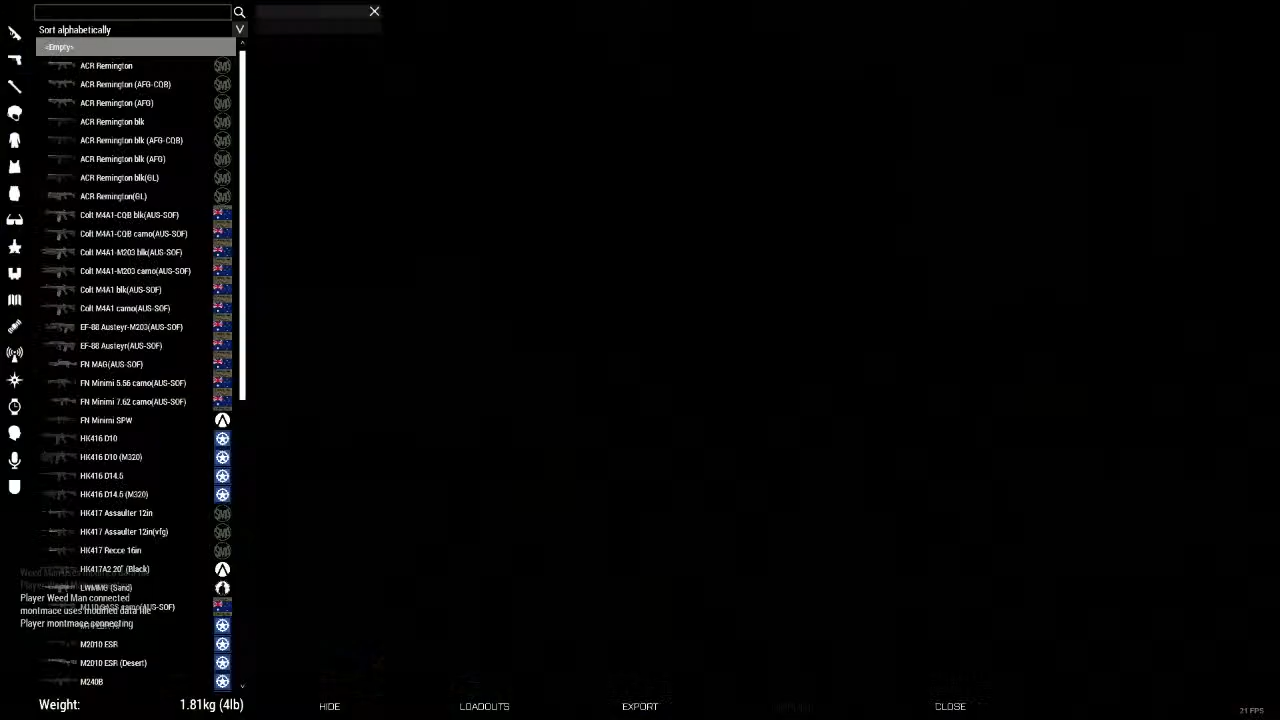 Sort alphabetically
<Empty>
ACR Remington
ACR Remington (AFG-CQB)
ACR Remington (AFG)
ACR Remington blk
ACR Remington blk (AFG-CQB)
ACR Remington blk (AFG)
ACR Remington blk(GL)
ACR Remington(GL)
Colt M4A1-CQB blk(AUS-SOF)
Colt M4A1-CQB camo(AUS-SOF)
Colt M4A1-M203 blk(AUS-SOF)
Colt M4A1-M203 camo(AUS-SOF)
Colt M4A1 blk(AUS-SOF)
Colt M4A1 camo(AUS-SOF)
EF-88 Austeyr-M203(AUS-SOF)
EF-88 Austeyr(AUS-SOF)
FN MAG(AUS-SOF)
FN Minimi 5.56 camo(AUS-SOF)
FN Minimi 7.62 camo(AUS-SOF)
FN Minimi SPW
HK416 D10
HK416 D10 (M320)
HK416 D14.5
HK416 D14.5 (M320)
HK417 Assaulter 12in
HK417 Assaulter 12in(vfg)
HK417 Recce 16in
HK417A2 20" (Black)
LWMMG (Sand)
Player Weed Man connected
camo(AUS-SOF)
montmace uses modified data file
Player montmace connecting
M2010 ESR
M2010 ESR (Desert)
M240B
Weight: 1.81kg (4lb)
HIDE
LOADOUTS
EXPORT
CLOSE
21 FPS